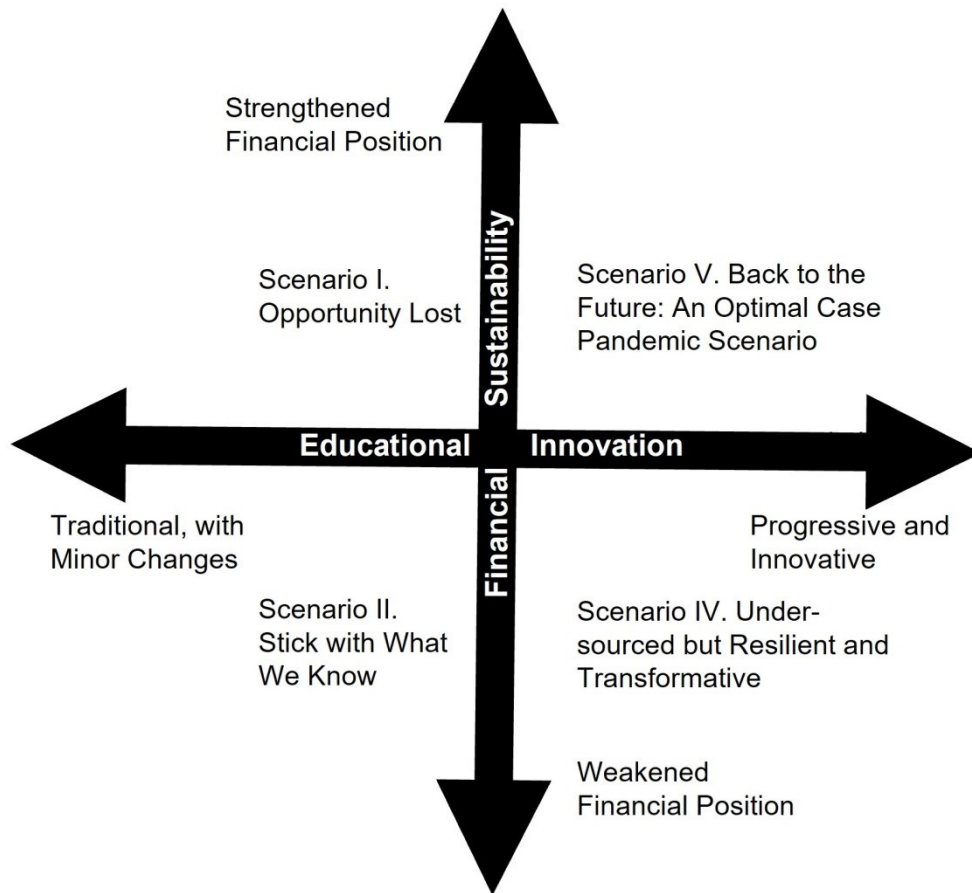 Strengthened
Financial Position
Scenario I.
Opportunity Lost
Scenario V. Back to the
Future: An Optimal Case
Pandemic Scenario
Financial Sustainability
Educational Innovation
Traditional, with
Minor Changes
Progressive and
Innovative
Scenario II.
Stick with What
We Know
Scenario IV. Under-
sourced but Resilient and
Transformative
Weakened
Financial Position